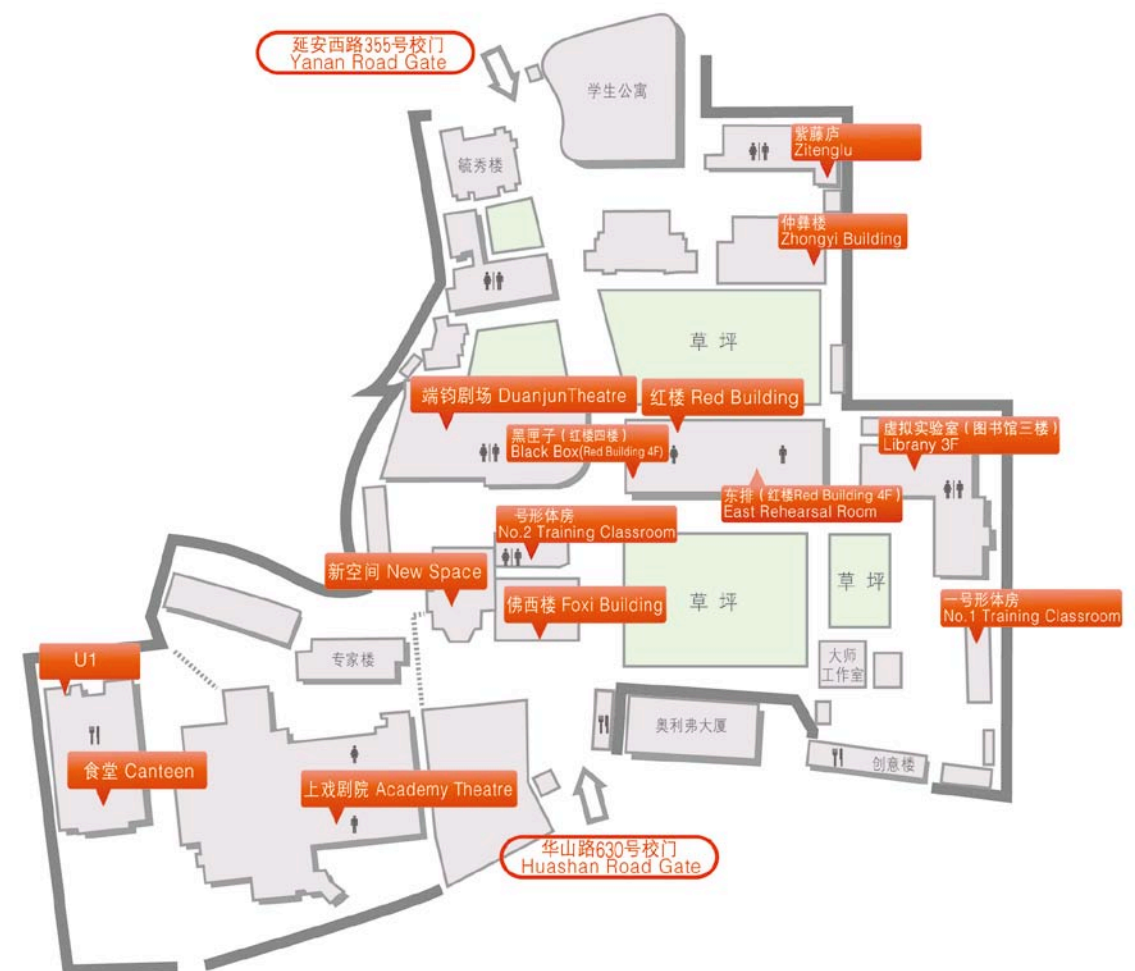 延安西路355号校门
Yanan Road Gate
学生公寓
紫藤庐
Zitenglu
毓秀楼
仲彝楼
Zhongyi Building
草坪
端钧剧场 DuanjunTheatre
红楼 Red Building
黑匣子（红楼四楼）
Black Box(Red Building 4F)
虚拟实验室（图书馆三楼）
Librany 3F
东排（红楼Red Building 4F）
East Rehearsal Room
号形体房
No.2 Training Classroom
新空间 New Space
佛西楼 Foxi Building
草坪
草坪
一号形体房
No.1 Training Classroom
U1
专家楼
大师
工作室
奥利弗大厦
创意楼
食堂 Canteen
上戏剧院 Academy Theatre
华山路630号校门
Huashan Road Gate